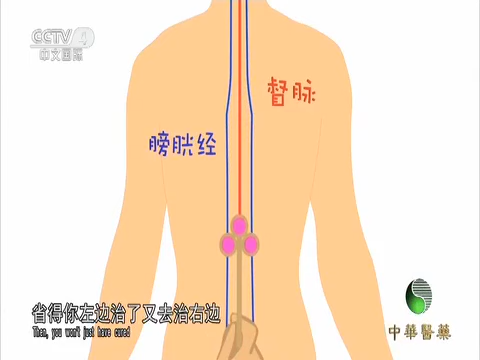 CCTV 4
中文国际
督脉
膀胱经
省得你左边治了又去治右边
Then, you won't just have cured
中華醫藥